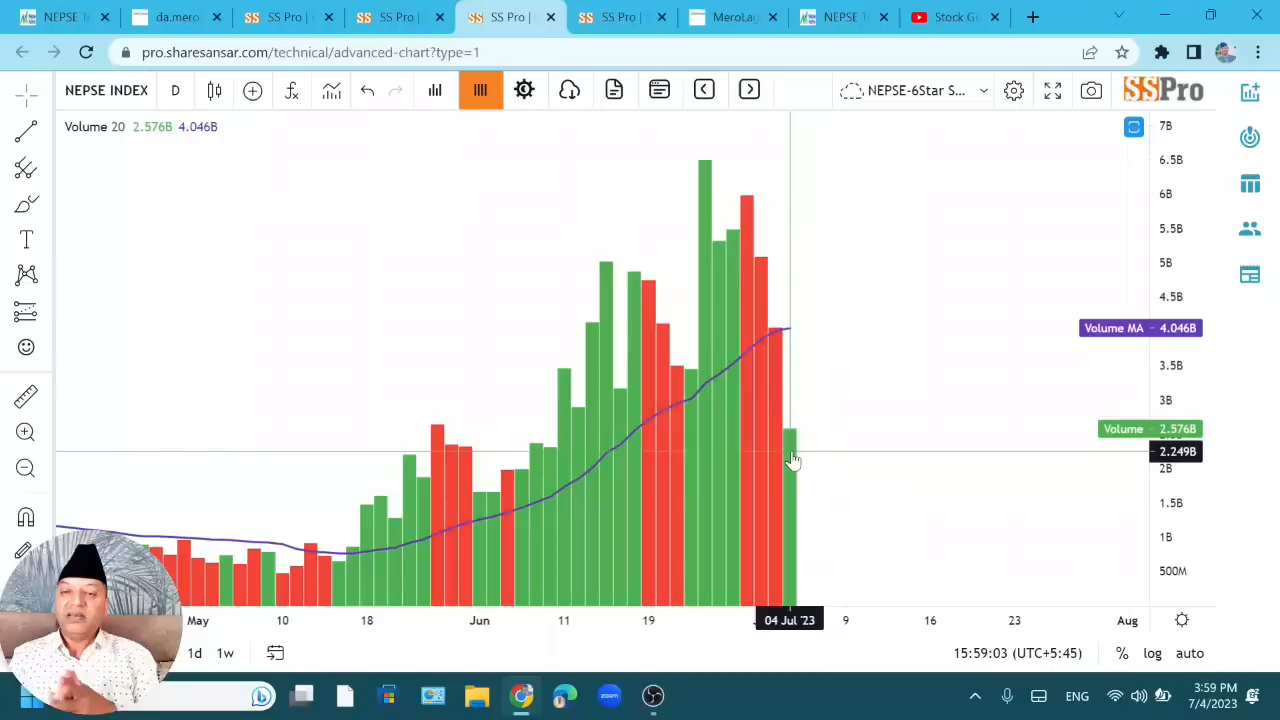 NEPSE 1
da.mero
SS Pro |
SS Pro |
SS Pro |
SS Pro |
MeroLag
NEPSE 1
Stock G
pro.sharesansar.com/technical/advanced-chart?type=1
NEPSE INDEX D
NEPSE-6Star S...
SSPro
Volume 20 2.576B 4.046B
7B
6.5B
6B
5.5B
5B
4.5B
Volume MA 4.046B
3.5B
3B
Volume 2.576B
2.249B
2B
1.5B
1B
500M
May 10 18 Jun 11 19 04 Jul '23 9 16 23 Aug
1d 1w
15:59:03 (UTC+5:45) % log auto
zoom
ENG
3:59 PM
7/4/2023